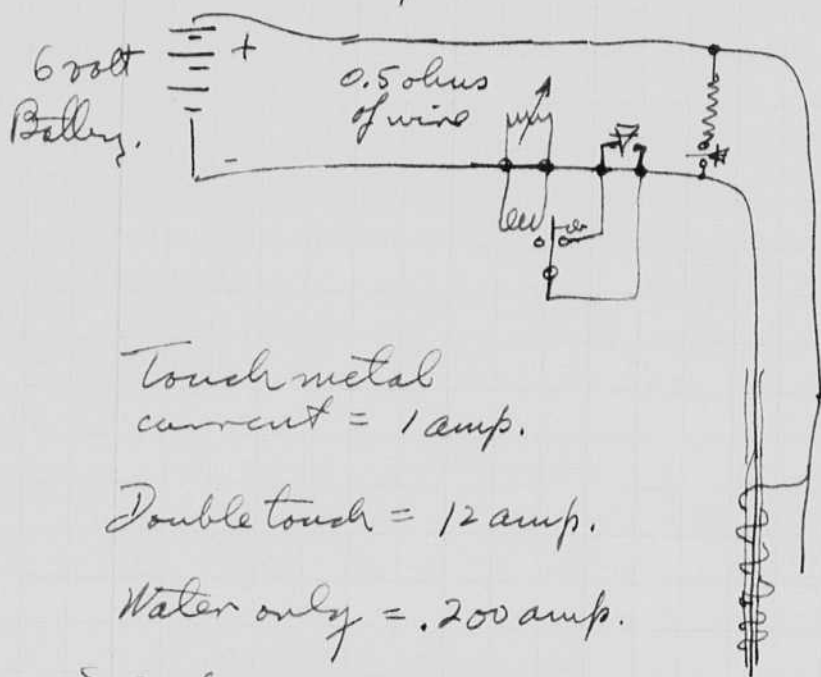 6 volt
Battery.
+
-
0.5 ohms
of wire
Touch metal
current = 1 amp.
Double touch = 12 amp.
Water only = .200 amp.